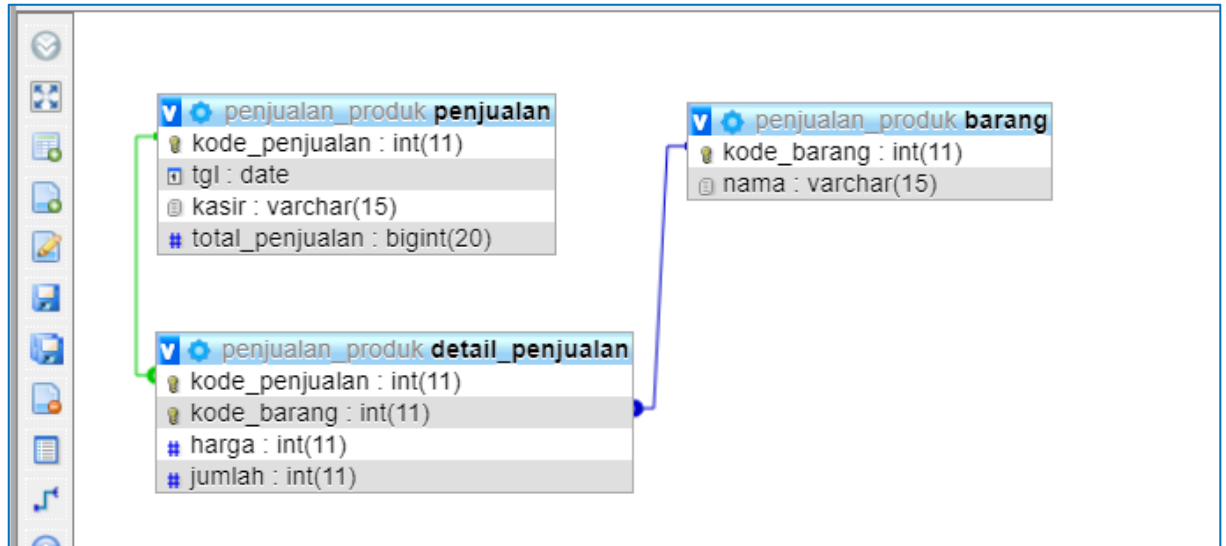 v penjualan_produk penjualan
kode_penjualan : int(11)
tgl : date
kasir : varchar(15)
# total_penjualan : bigint(20)
v penjualan_produk barang
kode_barang : int(11)
nama : varchar(15)
v penjualan_produk detail_penjualan
kode_penjualan : int(11)
kode_barang : int(11)
# harga : int(11)
# jumlah : int(11)